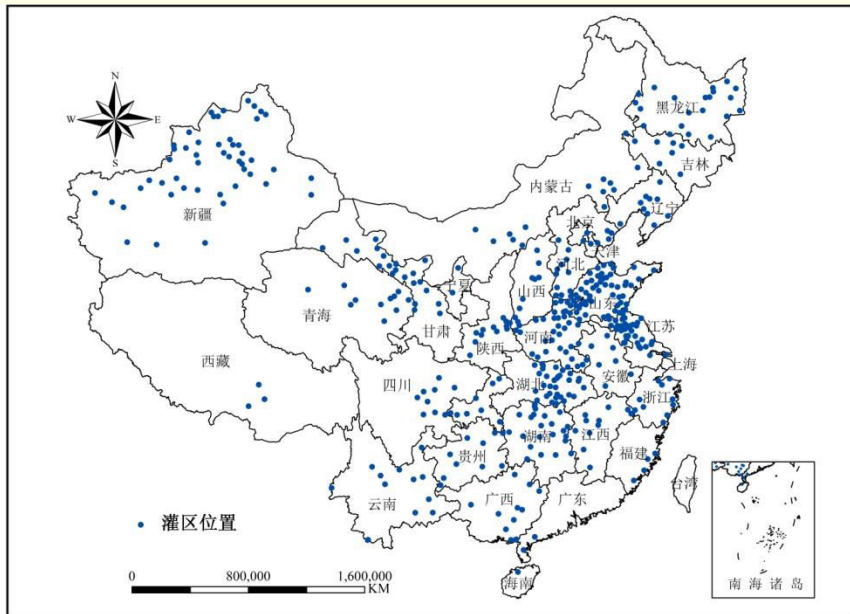 N
W
E
S
黑龙江
吉林
内蒙古
辽宁
新疆
北京
天津
河北
宁夏
山西
山东
青海
甘肃
江苏
陕西
河南
西藏
上海
四川
湖北
安徽
浙江
湖南
江西
贵州
福建
台湾
云南
广西
广东
灌区位置
海南
南海诸岛
0
800,000
1,600,000
KM